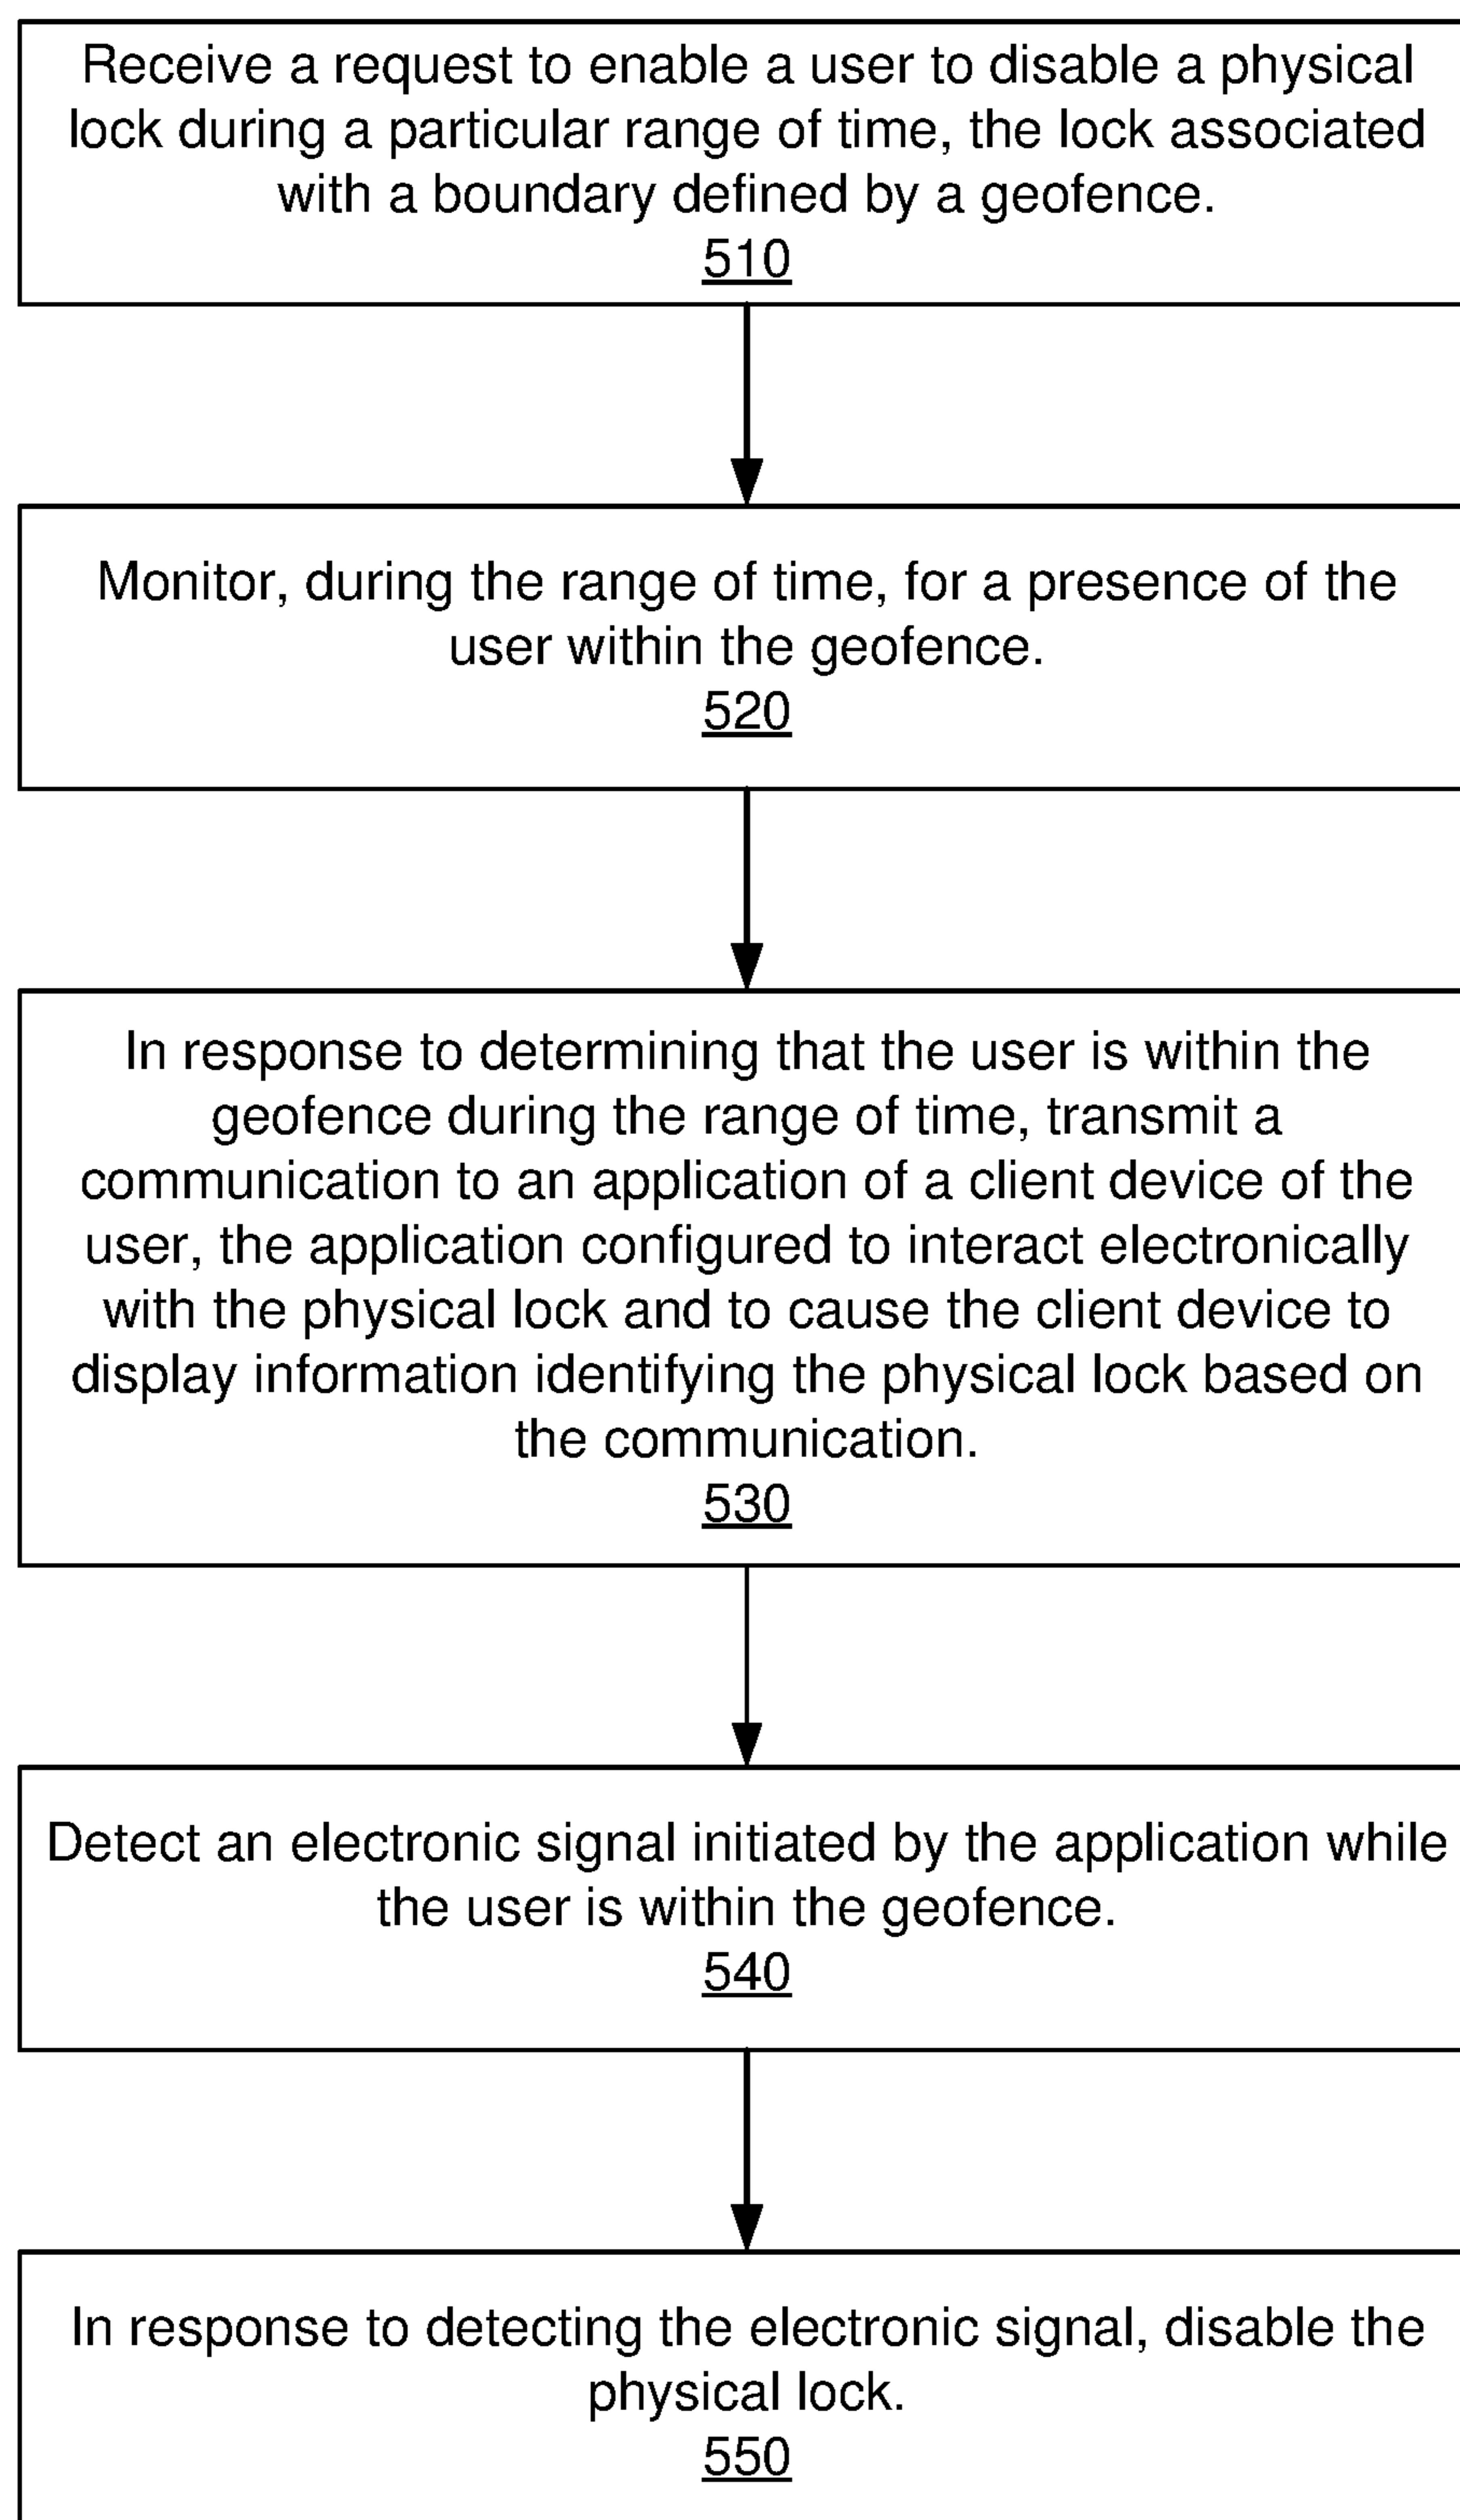 Receive a request to enable a user to disable a physical
lock during a particular range of time, the lock associated
with a boundary defined by a geofence.
510
Monitor, during the range of time, for a presence of the
user within the geofence.
520
In response to determining that the user is within the
geofence during the range of time, transmit a
communication to an application of a client device of the
user, the application configured to interact electronically
with the physical lock and to cause the client device to
display information identifying the physical lock based on
the communication.
530
Detect an electronic signal initiated by the application while
the user is within the geofence.
540
In response to detecting the electronic signal, disable the
physical lock.
550